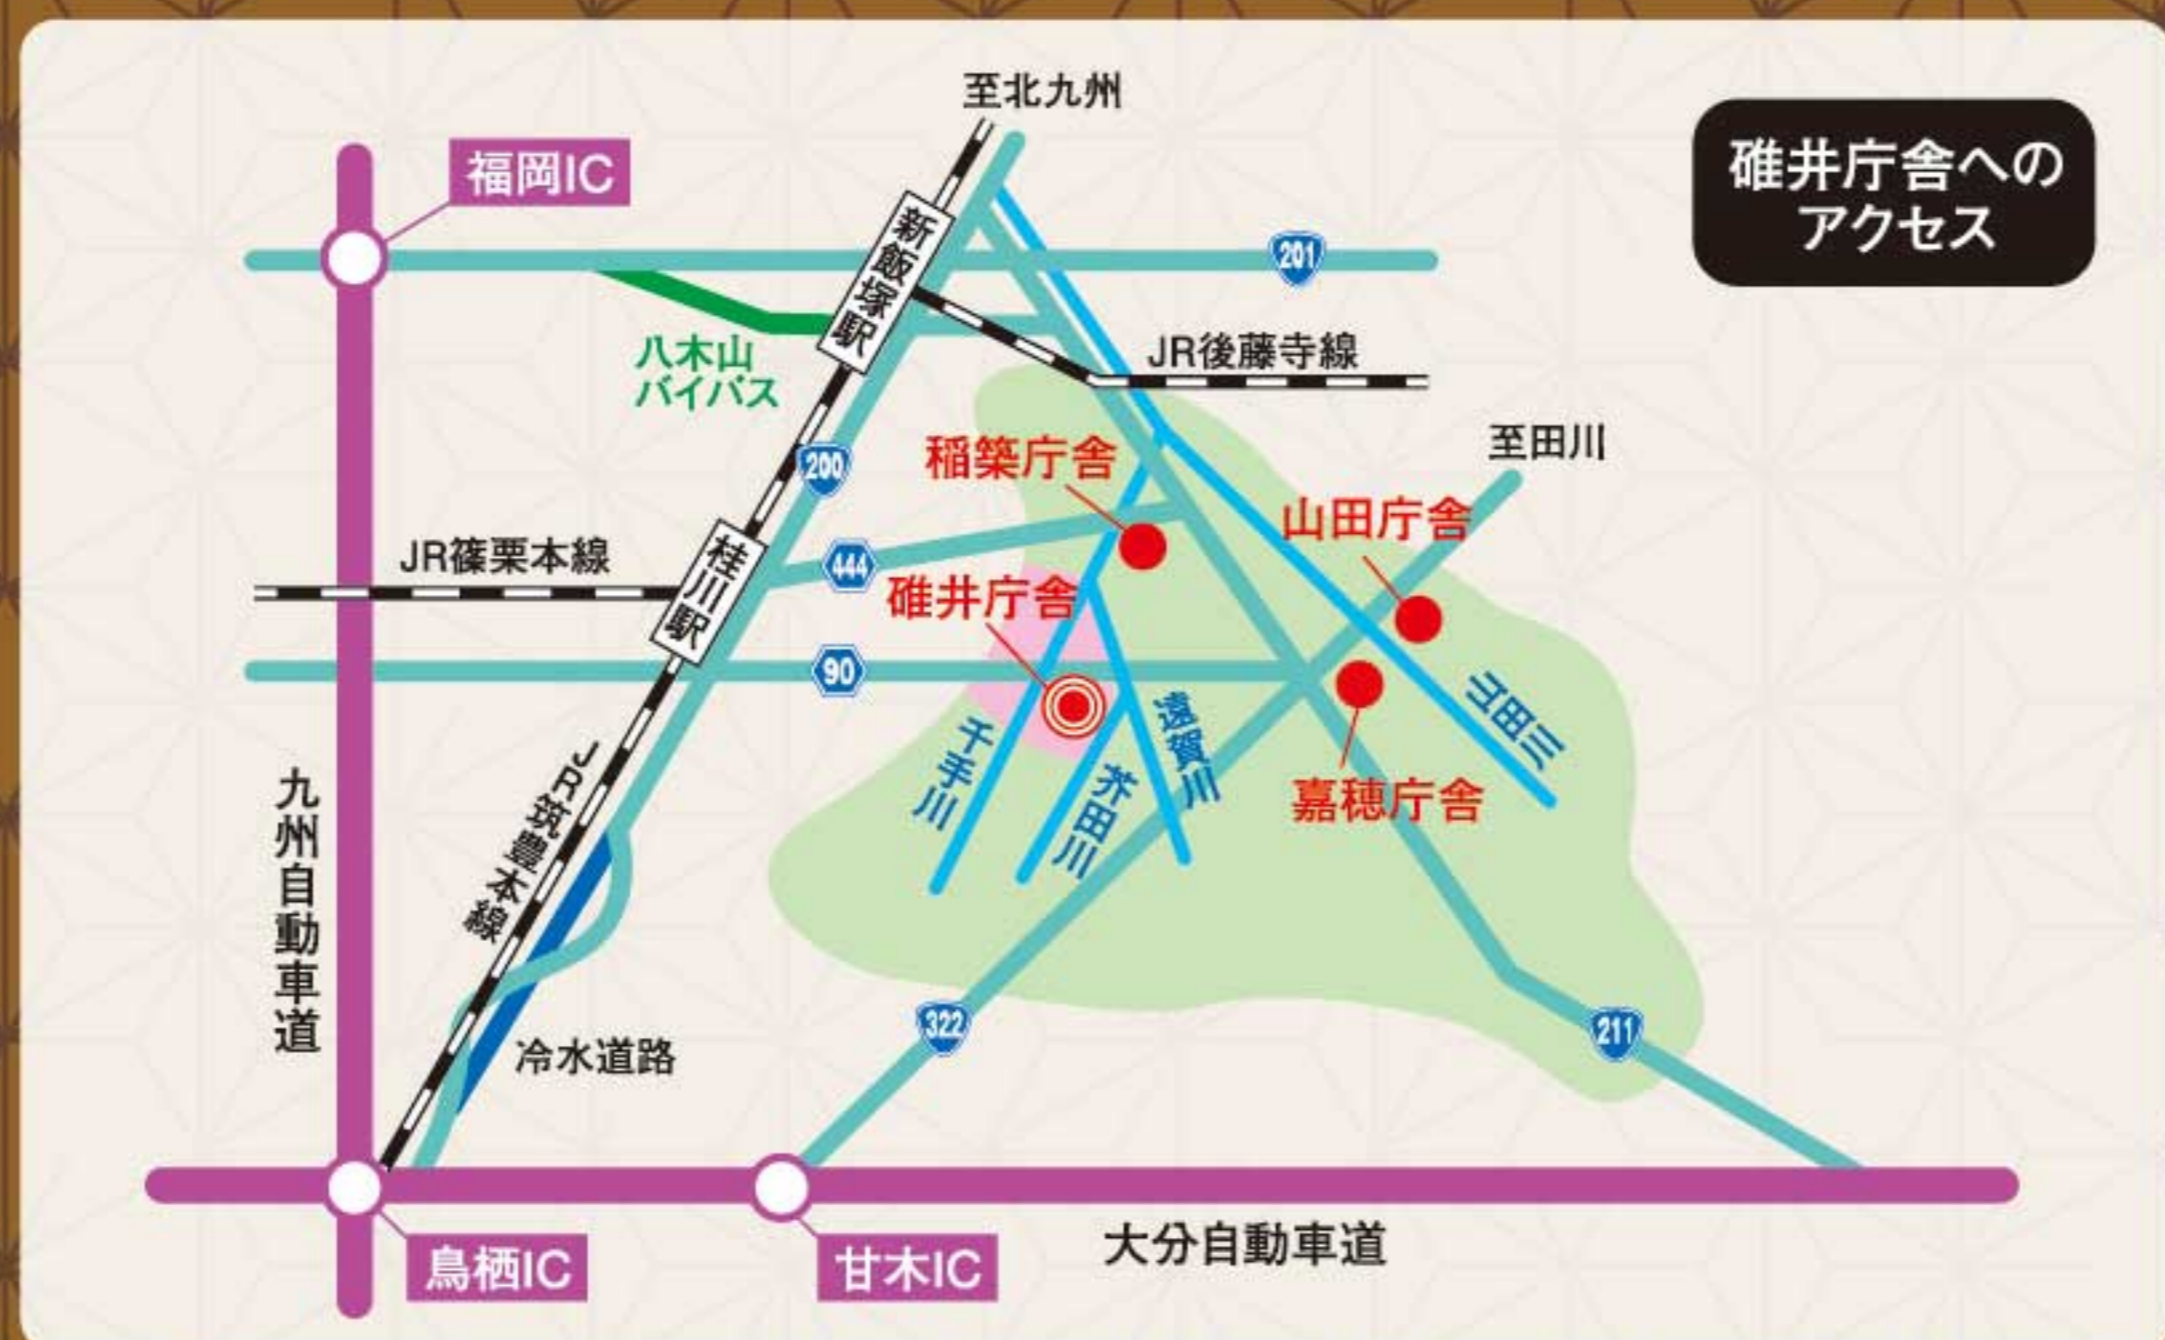 至北九州
碓井庁舎への
アクセス
福岡IC
新飯塚駅
201
八木山
バイパス
JR後藤寺線
至田川
稲築庁舎
200
山田庁舎
JR篠栗本線
桂川駅
444
碓井庁舎
90
遠賀川
山田川
千手川
芥田川
嘉穂庁舎
JR筑豊本線
九州自動車道
322
211
冷水道路
大分自動車道
鳥栖IC
甘木IC